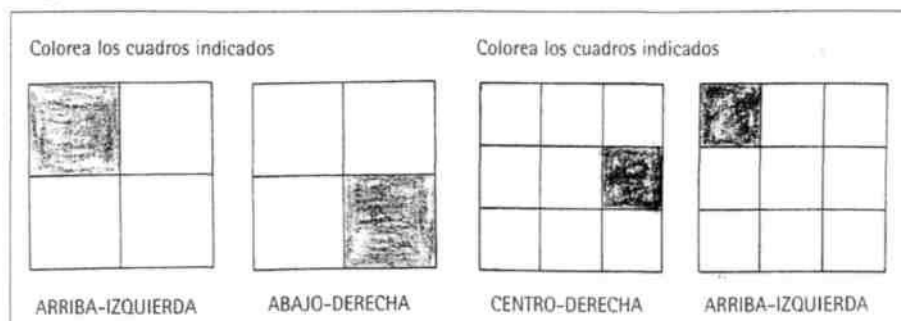 Colorea los cuadros indicados
Colorea los cuadros indicados
ARRIBA-IZQUIERDA
ABAJO-DERECHA
CENTRO-DERECHA
ARRIBA-IZQUIERDA